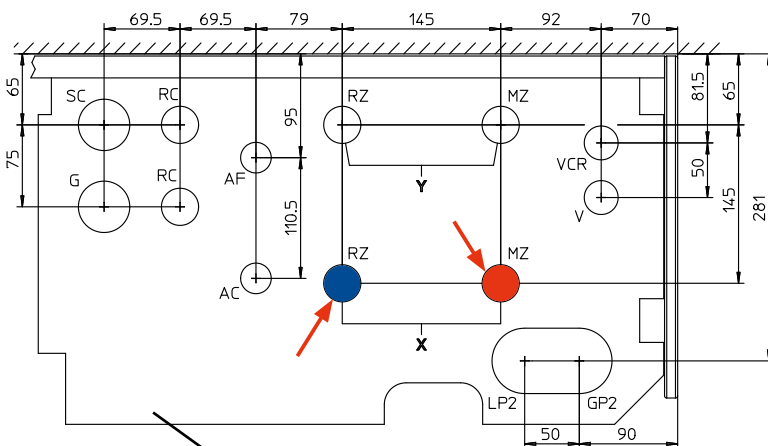 69.5 69.5 79 145 92 70
65 SC RC 95 RZ MZ 81.5 65
75 G RC AF Y VCR 50 145 281
V
110.5 RZ MZ
AC
X
LP2 GP2
50 90